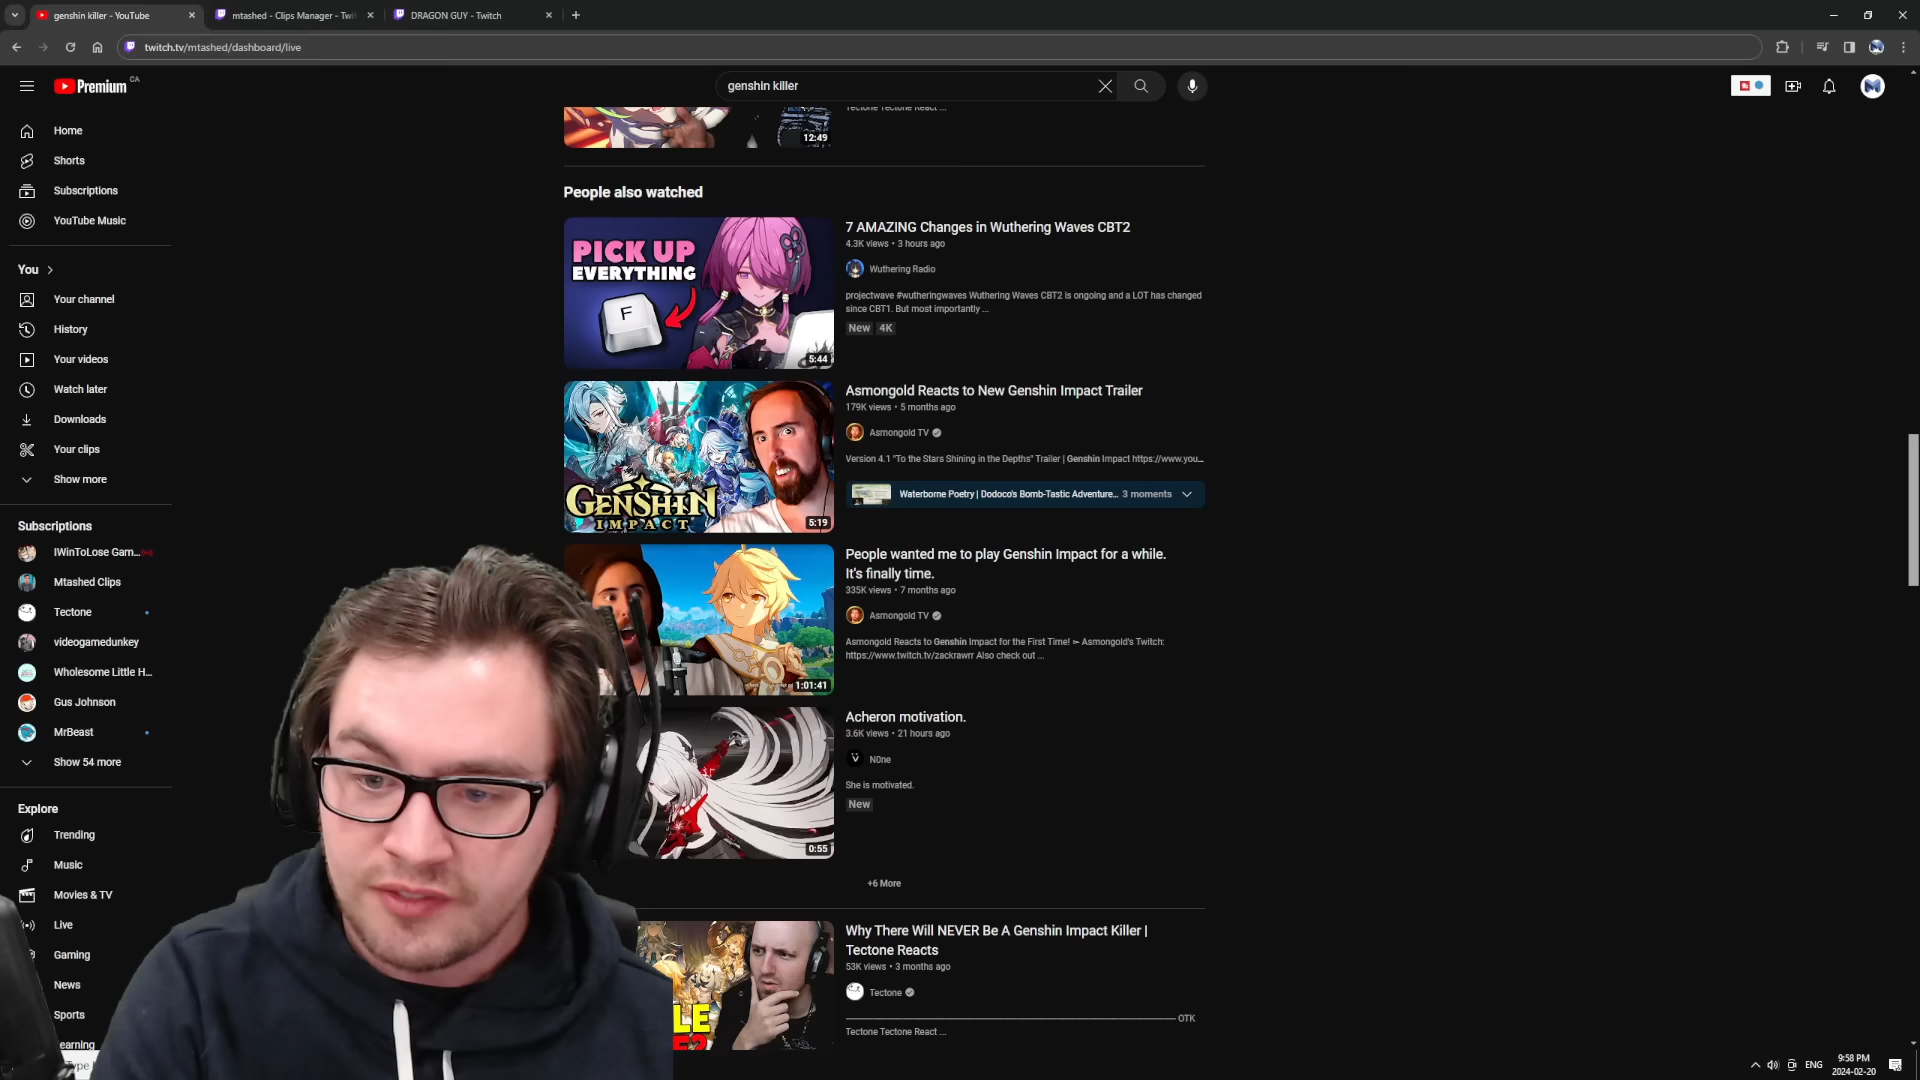 genshin killer - YouTube
mtashed - Clips Manager - Twit
DRAGON GUY - Twitch
twitch.tv/mtashed/dashboard/live
Premium CA
genshin killer
Home
Shorts
Subscriptions
YouTube Music
You
Your channel
History
Your videos
Watch later
Downloads
Your clips
Show more
Subscriptions
IWinToLose Gam...
Mtashed Clips
Tectone
videogamedunkey
Wholesome Little H...
Gus Johnson
MrBeast
Show 54 more
Explore
Trending
Music
Movies & TV
Live
Gaming
News
Sports
earning
Type
12:49
Tectone Tectone React ...
People also watched
PICK UP
EVERYTHING
F
5:44
7 AMAZING Changes in Wuthering Waves CBT2
4.3K views • 3 hours ago
Wuthering Radio
projectwave #wutheringwaves Wuthering Waves CBT2 is ongoing and a LOT has changed
since CBT1. But most importantly ...
New 4K
GENSHIN
IMPACT
5:19
Asmongold Reacts to New Genshin Impact Trailer
179K views • 5 months ago
Asmongold TV
Version 4.1 "To the Stars Shining in the Depths" Trailer | Genshin Impact https://www.you...
Waterborne Poetry | Dodoco's Bomb-Tastic Adventure... 3 moments
1:01:41
People wanted me to play Genshin Impact for a while.
It's finally time.
335K views • 7 months ago
Asmongold TV
Asmongold Reacts to Genshin Impact for the First Time! ► Asmongold's Twitch:
https://www.twitch.tv/zackrawrr Also check out ...
0:55
Acheron motivation.
3.6K views • 21 hours ago
N0ne
She is motivated.
New
+6 More
LE
Why There Will NEVER Be A Genshin Impact Killer |
Tectone Reacts
53K views • 3 months ago
Tectone
OTK
Tectone Tectone React ...
ENG
9:58 PM
2024-02-20